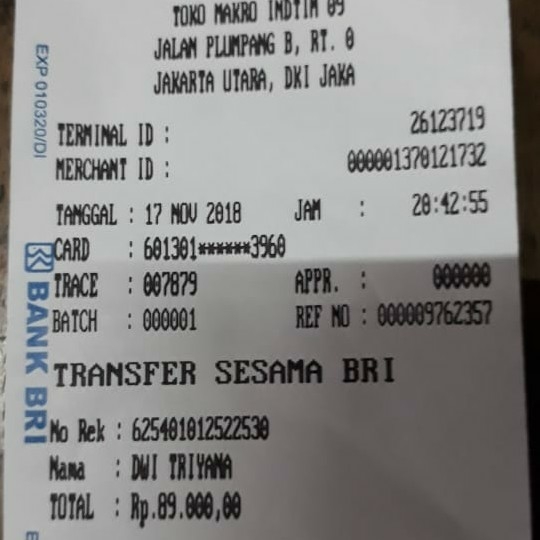 TOKO MAKRO INDTIM 09
JALAN PLUMPANG B, RT. 0
JAKARTA UTARA, DKI JAKA
TERMINAL ID : 26123719
MERCHANT ID : 000001370121732
TANGGAL : 17 NOV 2018 JAM : 20:42:55
CARD : 601301******3960
TRACE : 007879 APPR. : 000000
BATCH : 000001 REF NO : 000009762357
TRANSFER SESAMA BRI
No Rek : 625401012522530
Nama : DWI TRIYANA
TOTAL : Rp.89.000,00
EXP 010320/DI
BANK BRI